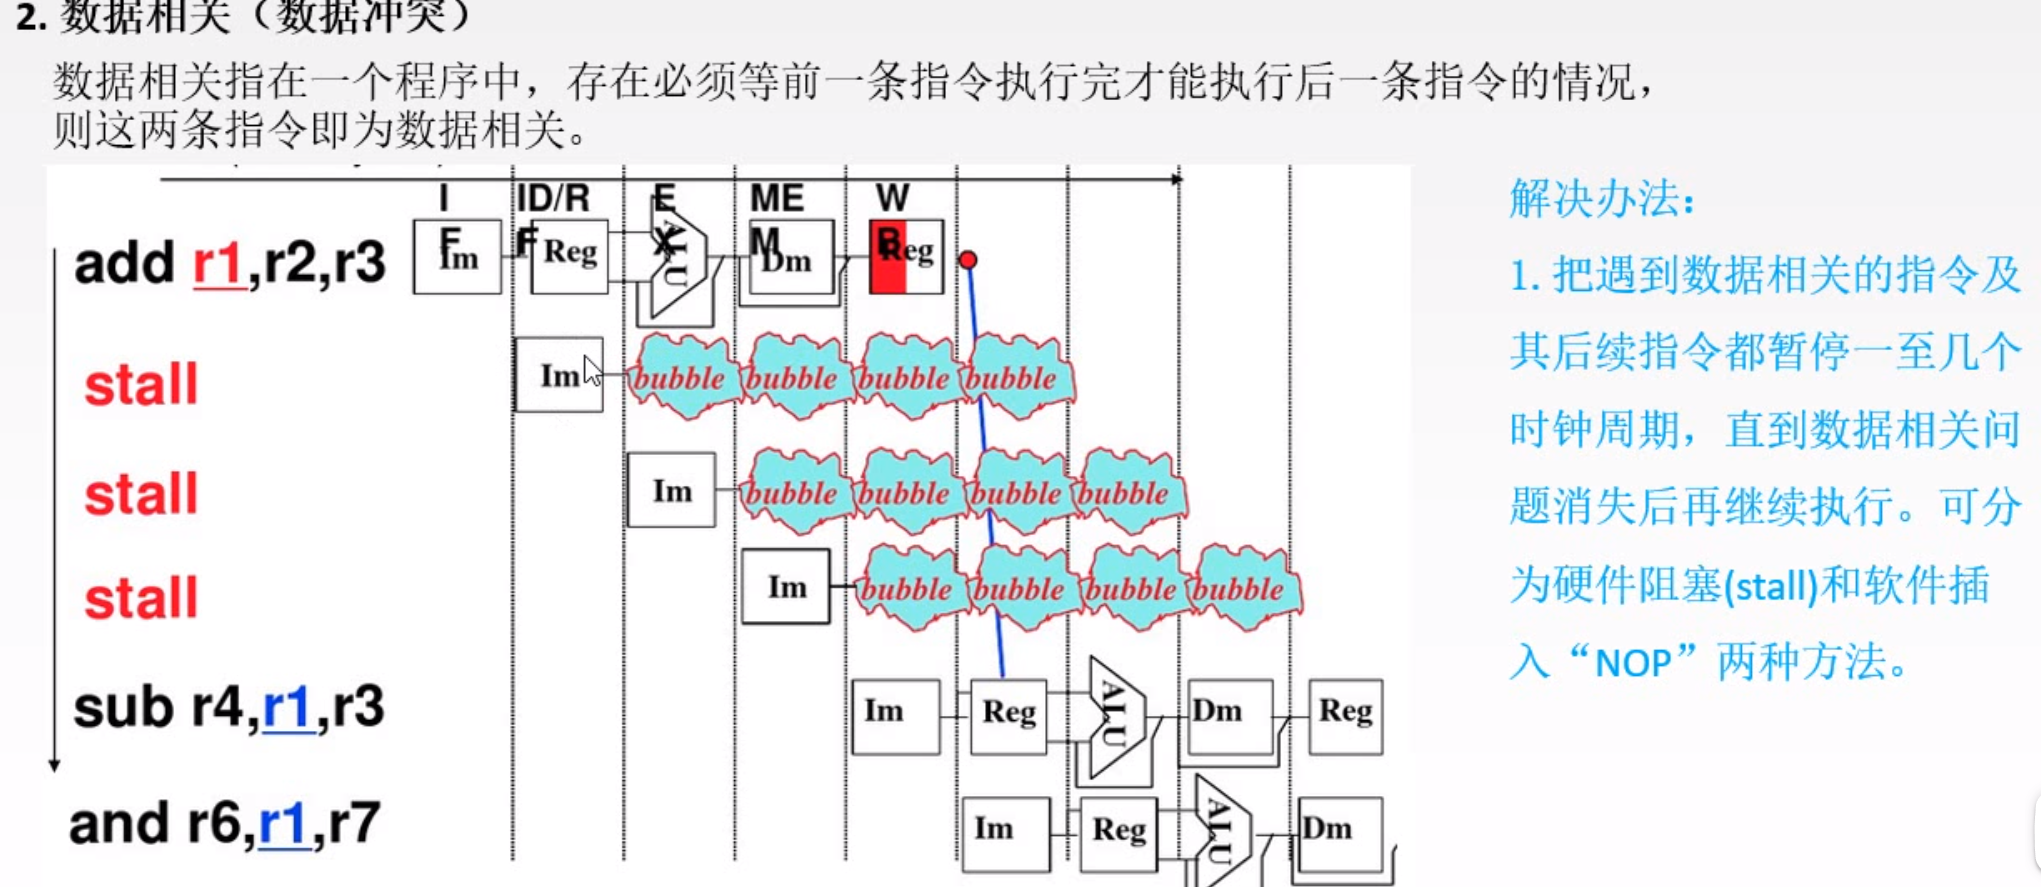 2. 数据相关（数据冲突）
数据相关指在一个程序中，存在必须等前一条指令执行完才能执行后一条指令的情况，
则这两条指令即为数据相关。
IF ID/RF EX MEM WB
add r1,r2,r3 Im Reg ALU Dm Reg
stall Im bubble bubble bubble bubble
stall Im bubble bubble bubble bubble
stall Im bubble bubble bubble bubble
sub r4,r1,r3 Im Reg ALU Dm Reg
and r6,r1,r7 Im Reg ALU Dm
解决办法：
1. 把遇到数据相关的指令及
其后续指令都暂停一至几个
时钟周期，直到数据相关问
题消失后再继续执行。可分
为硬件阻塞(stall)和软件插
入“NOP”两种方法。